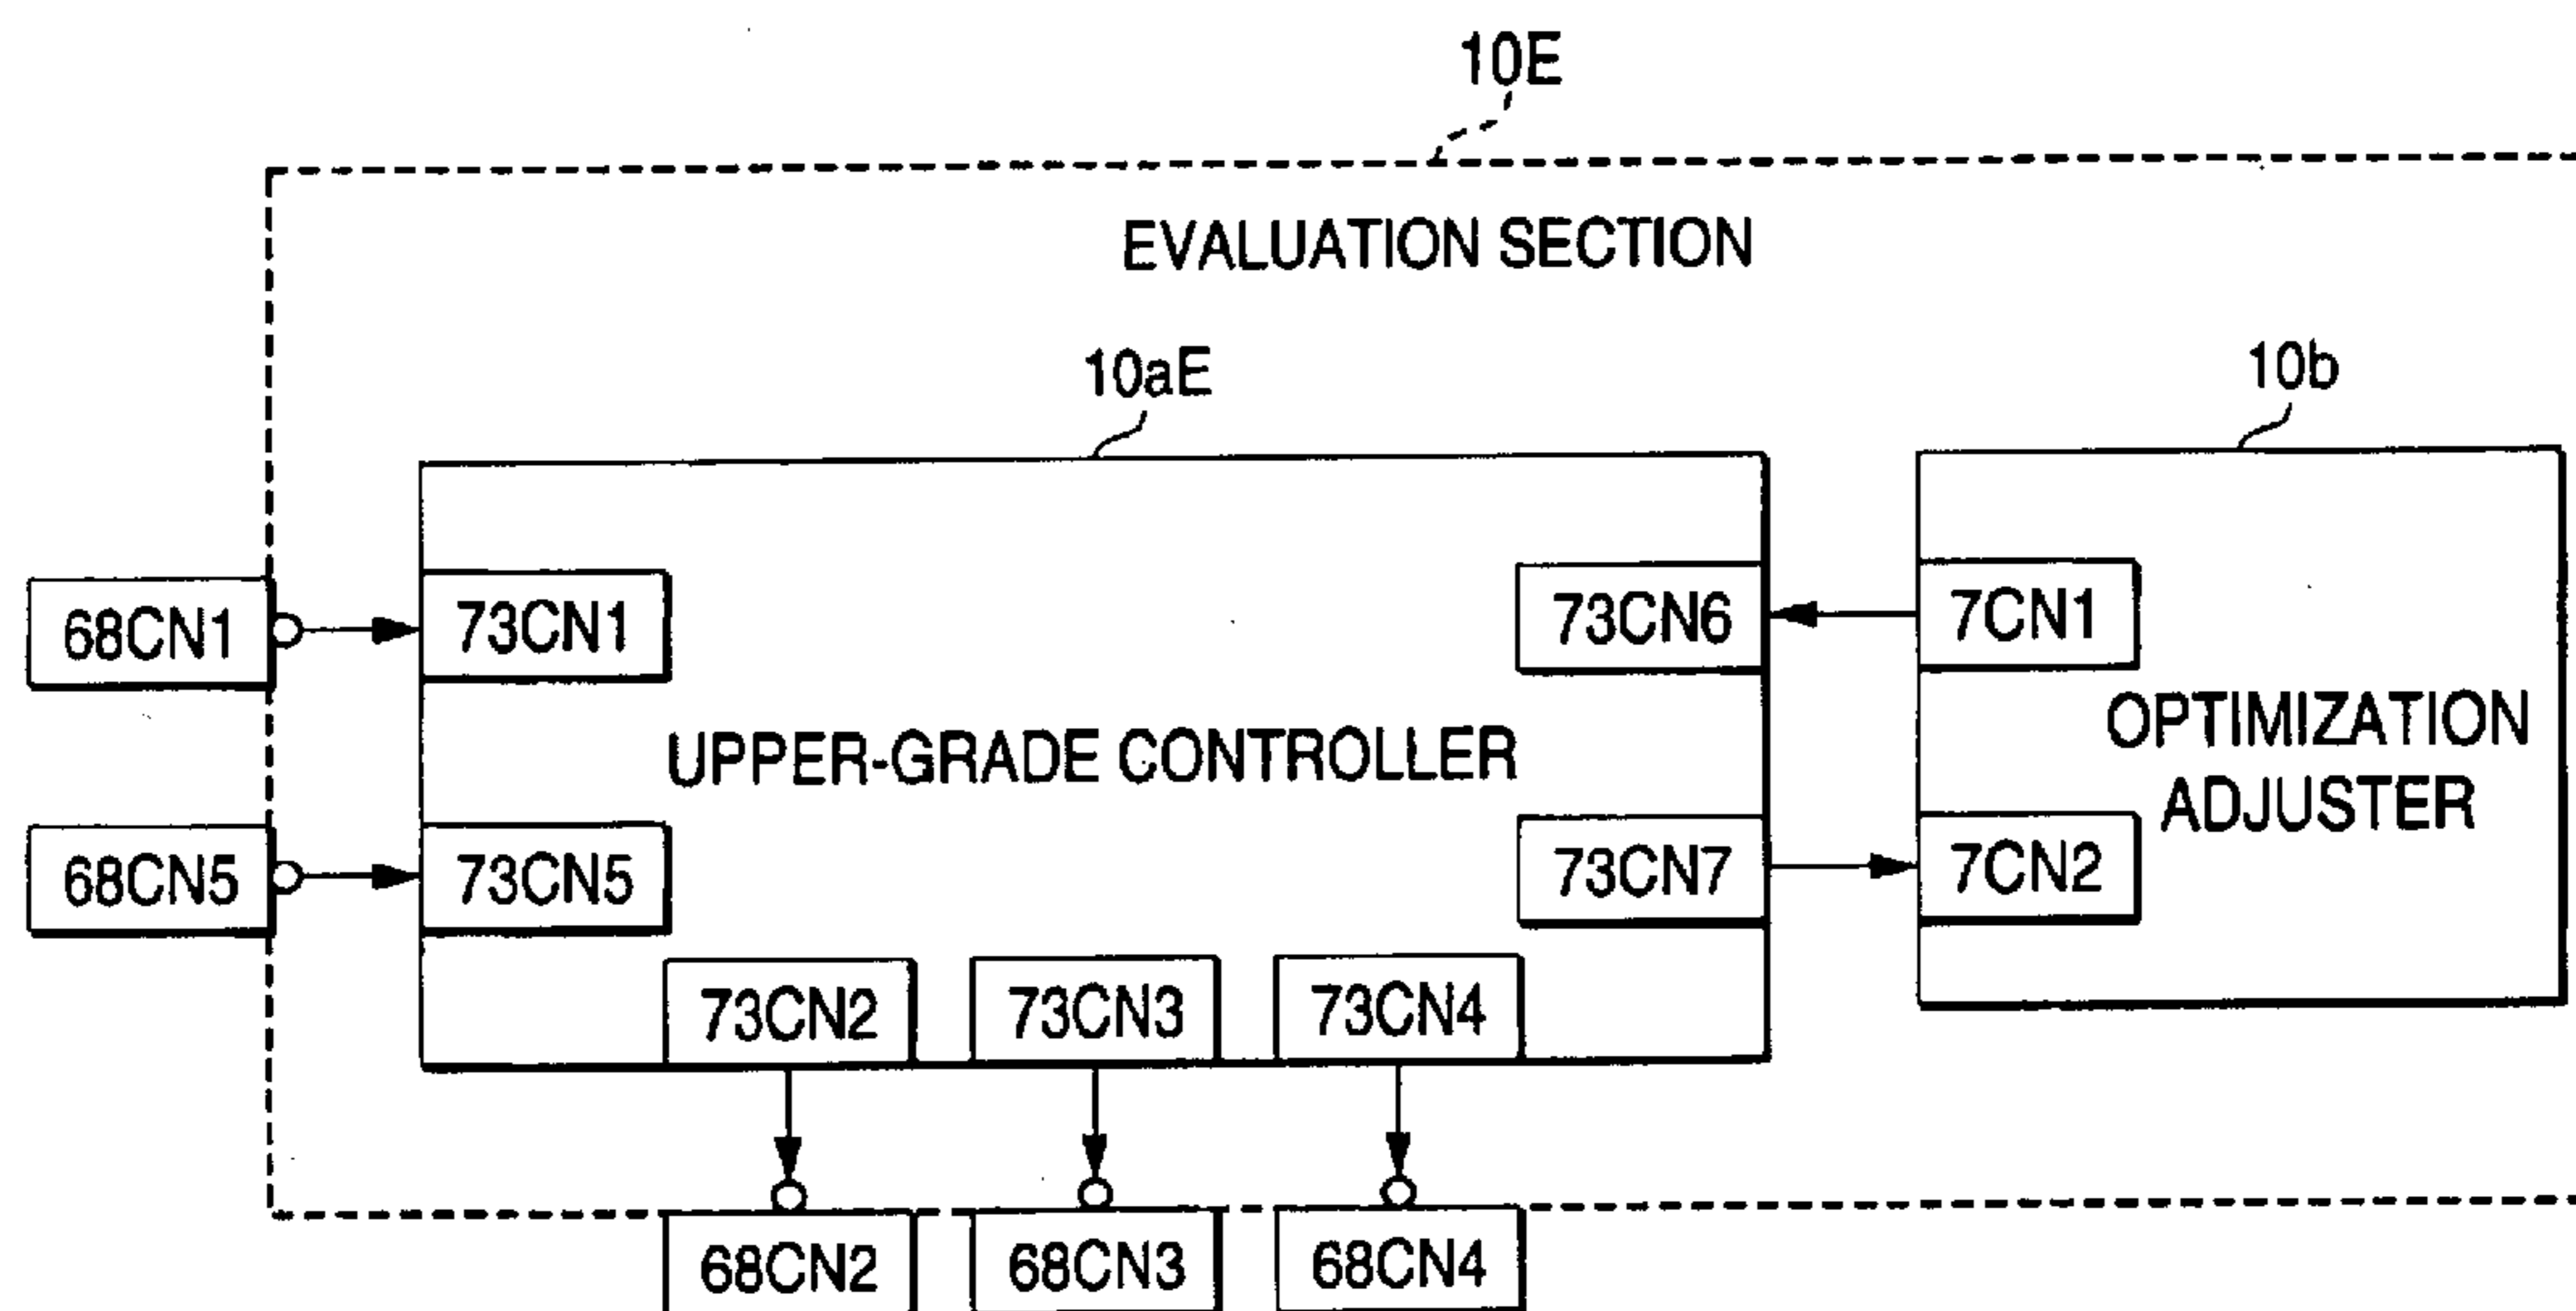 10E
EVALUATION SECTION
10aE
10b
68CN1
73CN1
73CN6
7CN1
UPPER-GRADE CONTROLLER
OPTIMIZATION
ADJUSTER
68CN5
73CN5
73CN7
7CN2
73CN2
73CN3
73CN4
68CN2
68CN3
68CN4